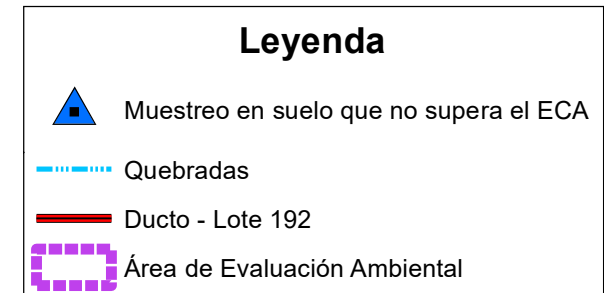 Leyenda
Muestreo en suelo que no supera el ECA
Quebradas
Ducto - Lote 192
Área de Evaluación Ambiental